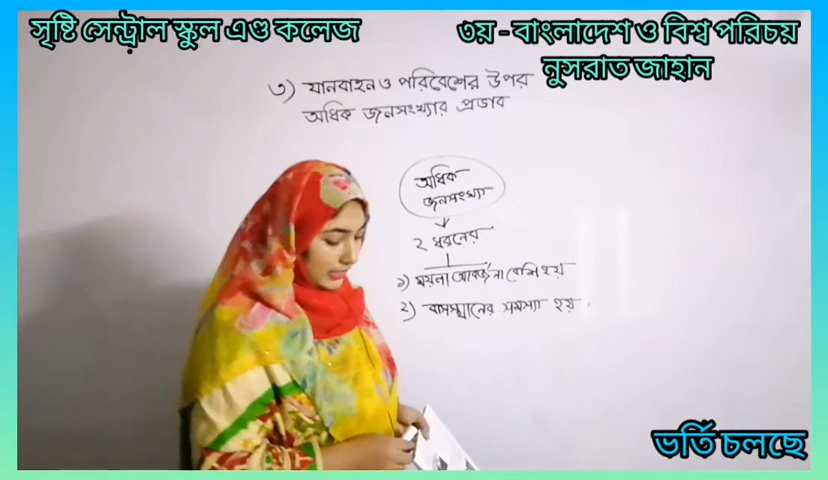 সৃষ্টি সেন্ট্রাল স্কুল এণ্ড কলেজ
৩য় - বাংলাদেশ ও বিশ্ব পরিচয়
নুসরাত জাহান
৩) যানবাহন ও পরিবেশের উপর
অধিক জনসংখ্যার প্রভাব
অধিক
জনসংখ্যা
২ ধরনের
১) ময়লা আবর্জনা বেশি হয়
২) বাসস্থানের সমস্যা হয়।
ভর্তি চলছে